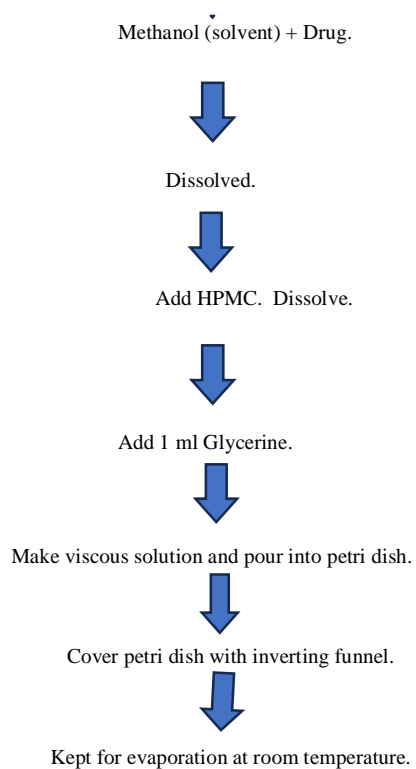 Methanol (solvent) + Drug.
Dissolved.
Add HPMC. Dissolve.
Add 1 ml Glycerine.
Make viscous solution and pour into petri dish.
Cover petri dish with inverting funnel.
Kept for evaporation at room temperature.